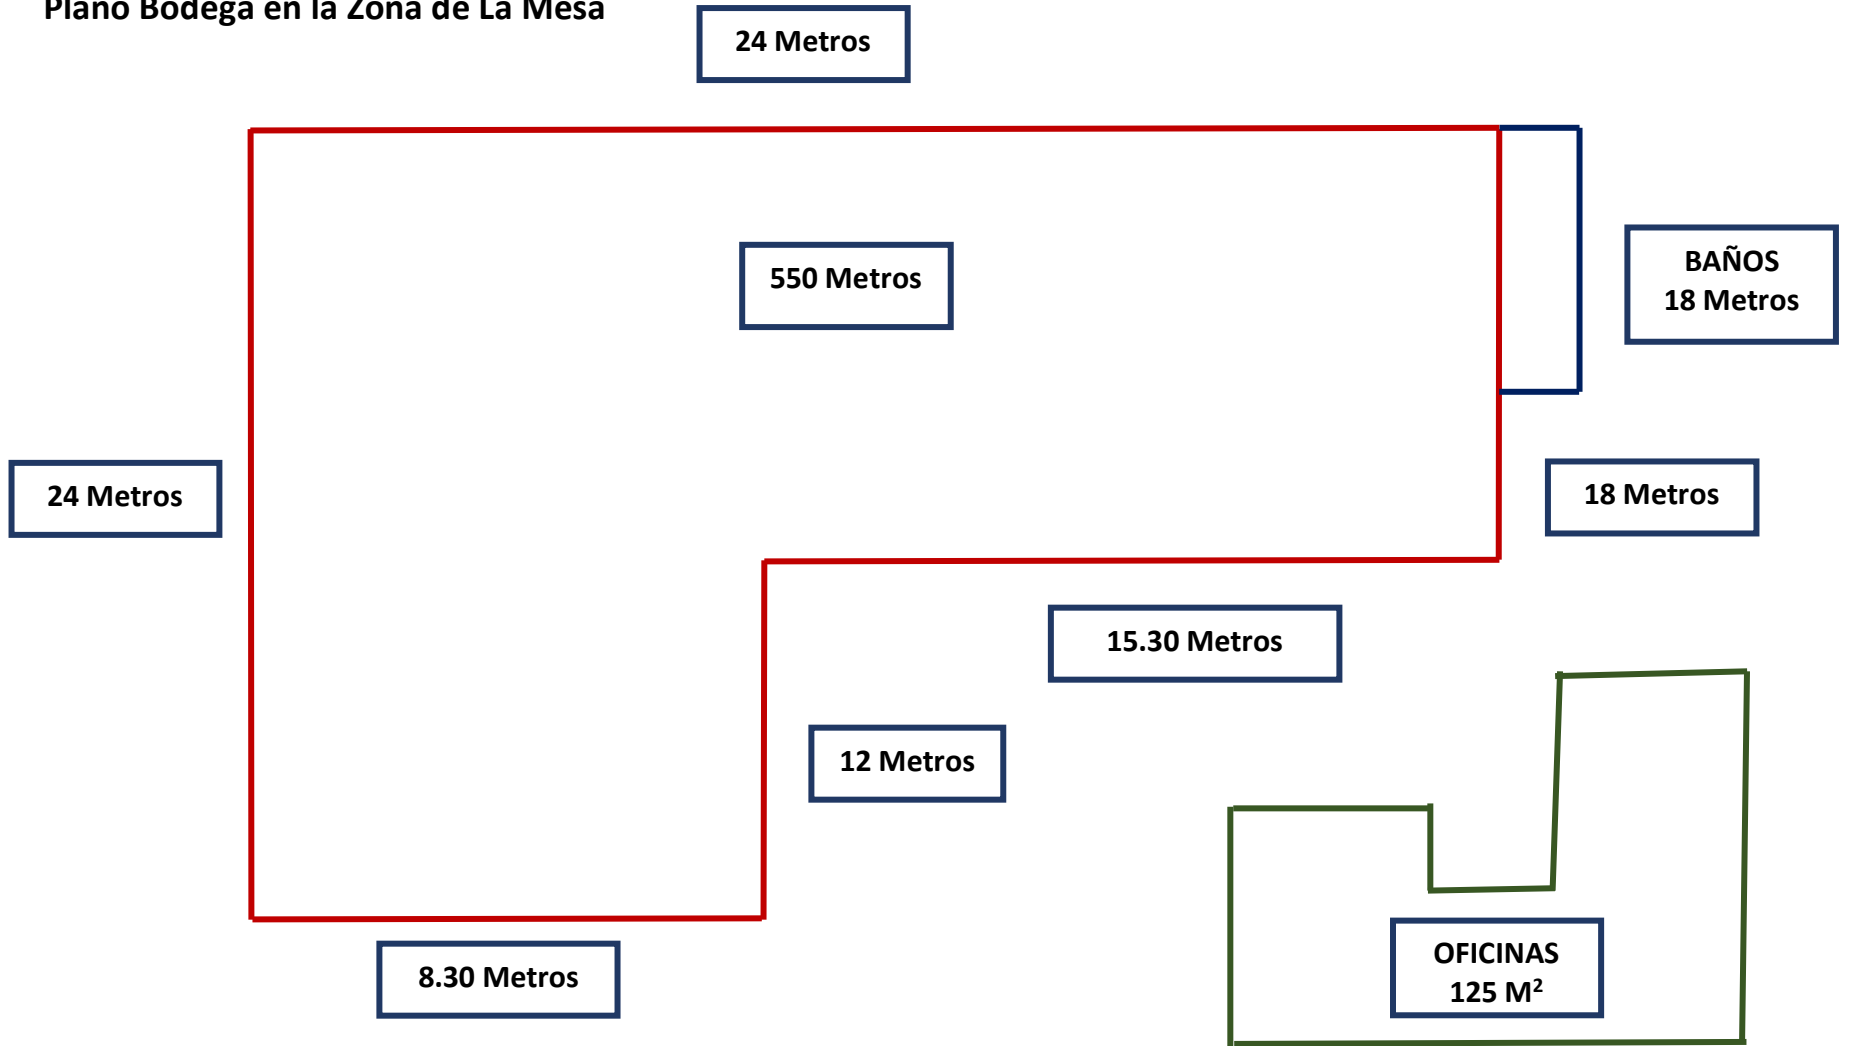 Plano Bodega en la Zona de La Mesa
24 Metros
550 Metros
BAÑOS
18 Metros
24 Metros
18 Metros
15.30 Metros
12 Metros
8.30 Metros
OFICINAS
125 M²